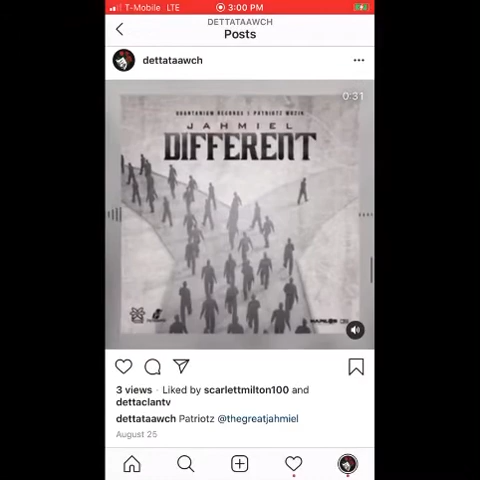 T-Mobile LTE
3:00 PM
DETTATAAWCH
Posts
dettataawch
0:31
QUANTANIUM RECORDS | PATRIOTZ MUZIK
JAHMIEL
DIFFERENT
3 views · Liked by scarlettmilton100 and
dettaclantv
dettataawch Patriotz @thegreatjahmiel
August 25